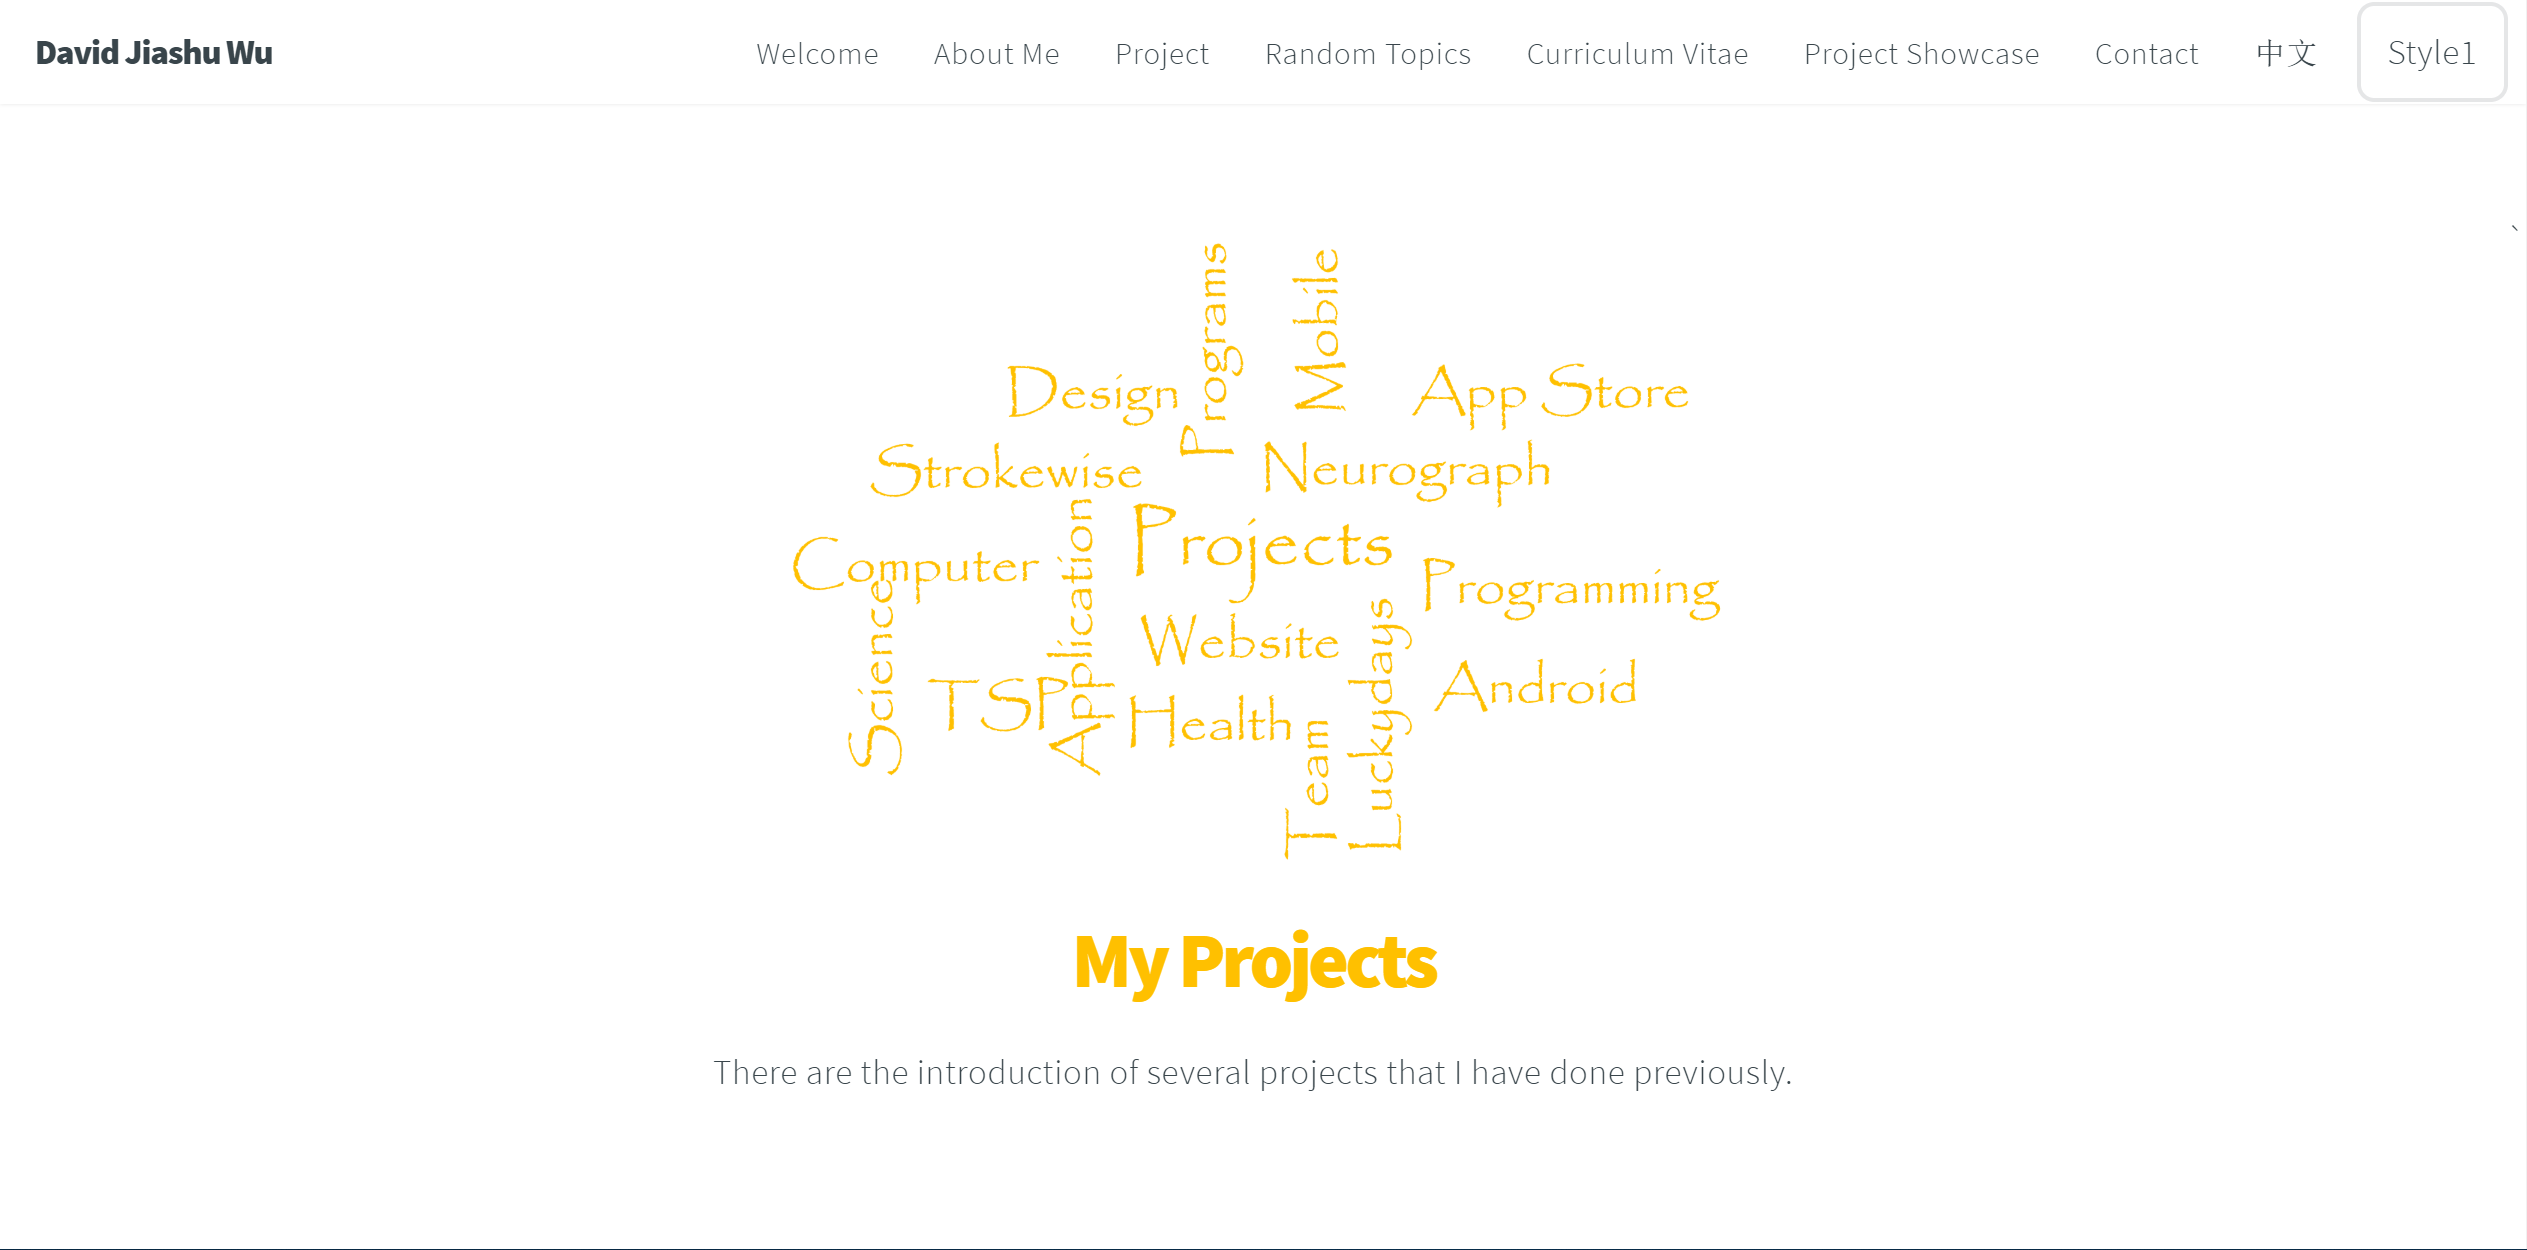 David Jiashu Wu
Welcome About Me Project Random Topics Curriculum Vitae Project Showcase Contact 中文 Style1
`
Programs
Mobile
Design
App Store
Strokewise
Neurograph
Projects
Computer
Application
Programming
Science
Website
Luckydays
TSP
Health
Android
Team
My Projects
There are the introduction of several projects that I have done previously.